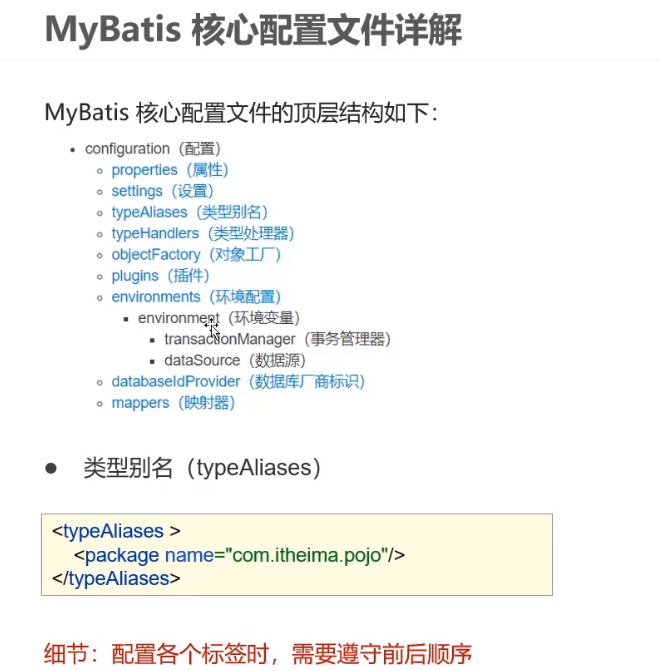 MyBatis 核心配置文件详解
MyBatis 核心配置文件的顶层结构如下：
configuration（配置）
properties（属性）
settings（设置）
typeAliases（类型别名）
typeHandlers（类型处理器）
objectFactory（对象工厂）
plugins（插件）
environments（环境配置）
environment（环境变量）
transactionManager（事务管理器）
dataSource（数据源）
databaseIdProvider（数据库厂商标识）
mappers（映射器）
类型别名（typeAliases）
<typeAliases >
<package name="com.itheima.pojo"/>
</typeAliases>
细节：配置各个标签时，需要遵守前后顺序